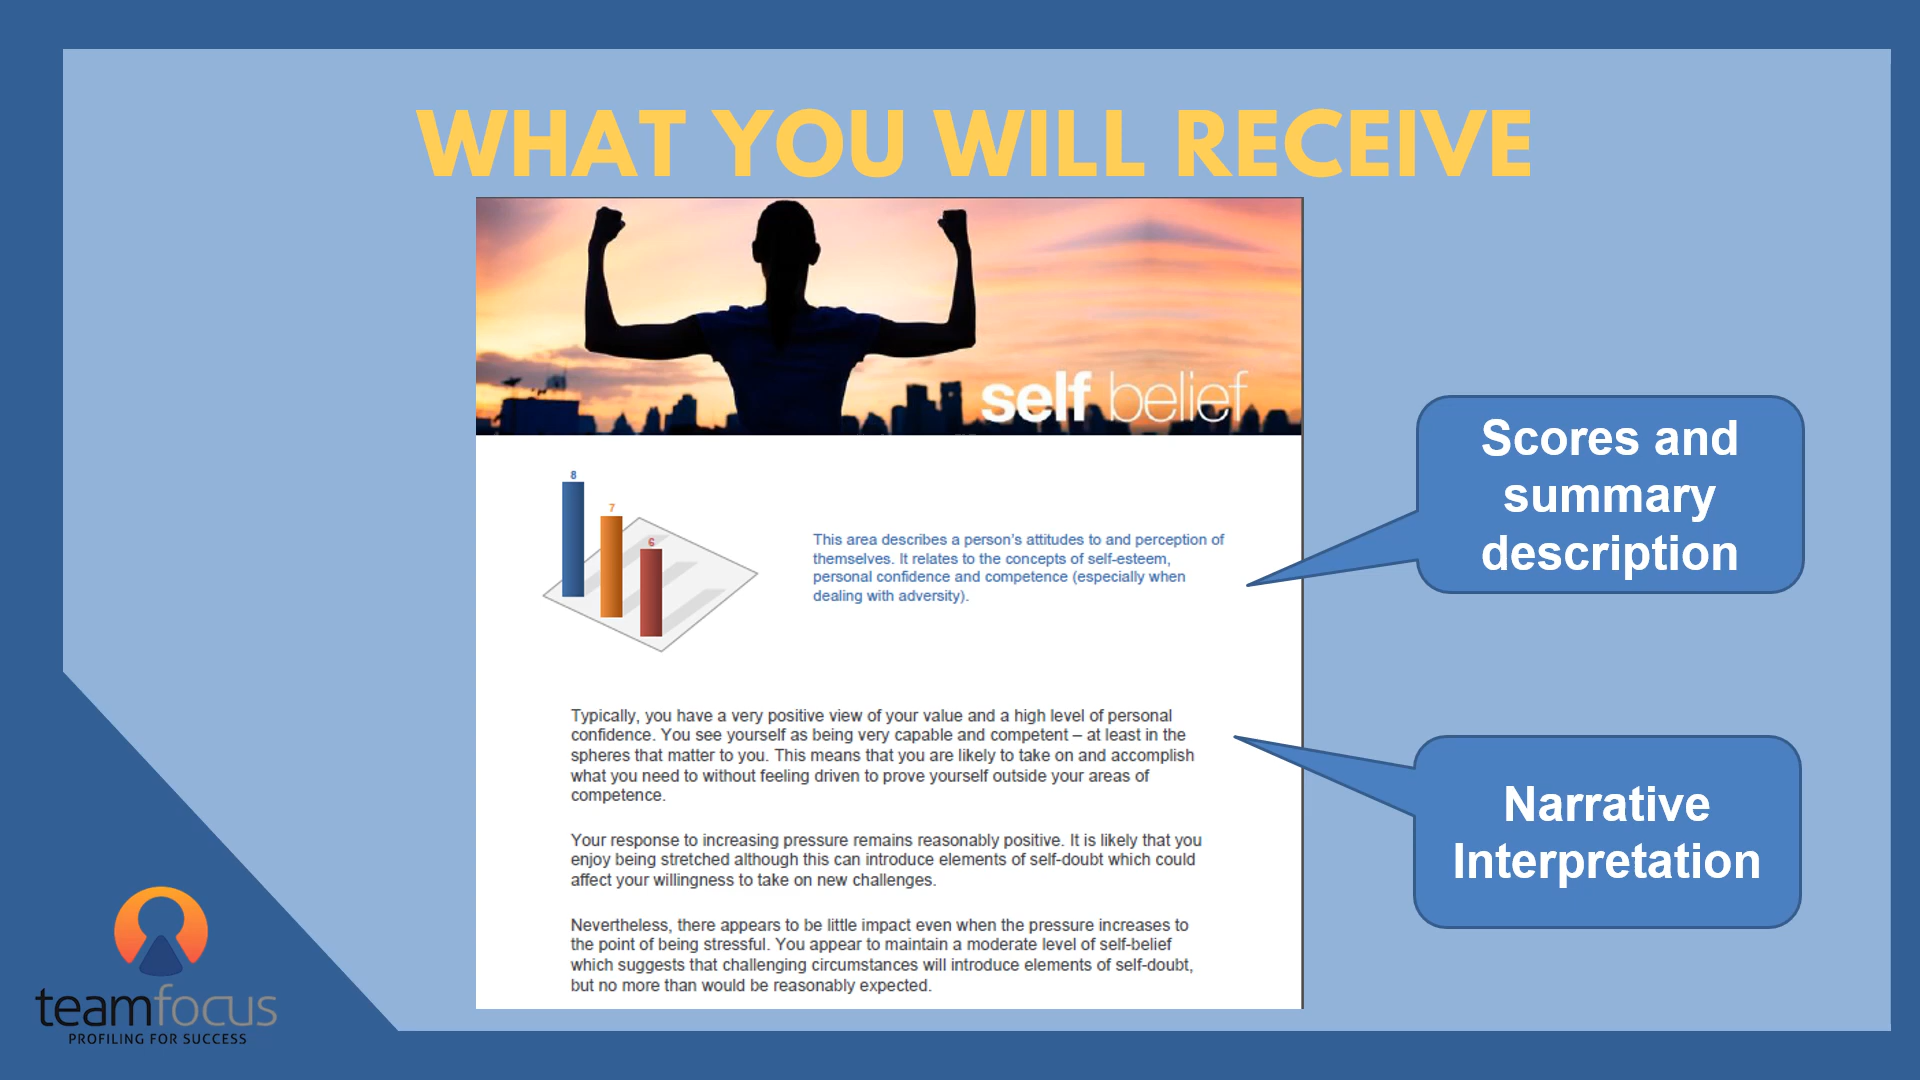 WHAT YOU WILL RECEIVE
self belief
8
7
6
This area describes a person's attitudes to and perception of
themselves. It relates to the concepts of self-esteem,
personal confidence and competence (especially when
dealing with adversity).
Scores and
summary
description
Typically, you have a very positive view of your value and a high level of personal
confidence. You see yourself as being very capable and competent – at least in the
spheres that matter to you. This means that you are likely to take on and accomplish
what you need to without feeling driven to prove yourself outside your areas of
competence.
Your response to increasing pressure remains reasonably positive. It is likely that you
enjoy being stretched although this can introduce elements of self-doubt which could
affect your willingness to take on new challenges.
Nevertheless, there appears to be little impact even when the pressure increases to
the point of being stressful. You appear to maintain a moderate level of self-belief
which suggests that challenging circumstances will introduce elements of self-doubt,
but no more than would be reasonably expected.
Narrative
Interpretation
teamfocus
PROFILING FOR SUCCESS